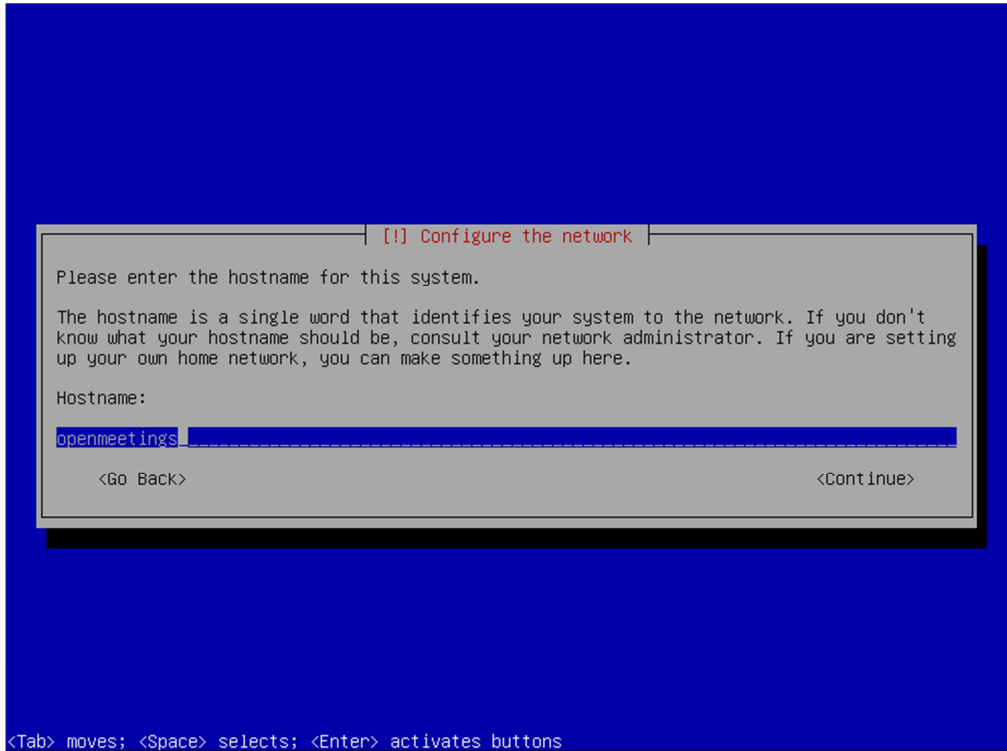 [!] Configure the network
Please enter the hostname for this system.
The hostname is a single word that identifies your system to the network. If you don't
know what your hostname should be, consult your network administrator. If you are setting
up your own home network, you can make something up here.
Hostname:
openmeetings
<Go Back> <Continue>
<Tab> moves; <Space> selects; <Enter> activates buttons